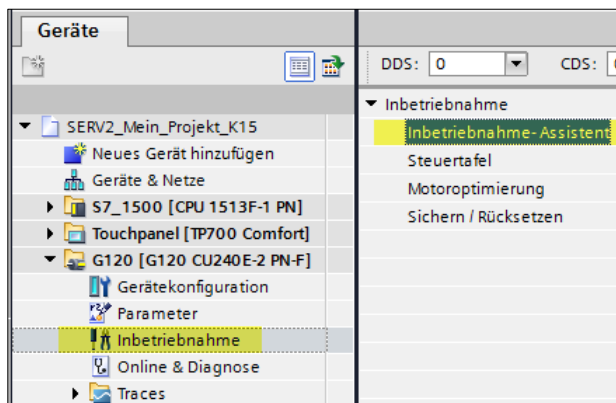 Geräte
DDS: 0 CDS:
Inbetriebnahme
SERV2_Mein_Projekt_K15
Inbetriebnahme-Assistent
Neues Gerät hinzufügen
Steuertafel
Geräte & Netze
Motoroptimierung
S7_1500 [CPU 1513F-1 PN]
Sichern / Rücksetzen
Touchpanel [TP700 Comfort]
G120 [G120 CU240E-2 PN-F]
Gerätekonfiguration
Parameter
Inbetriebnahme
Online & Diagnose
Traces